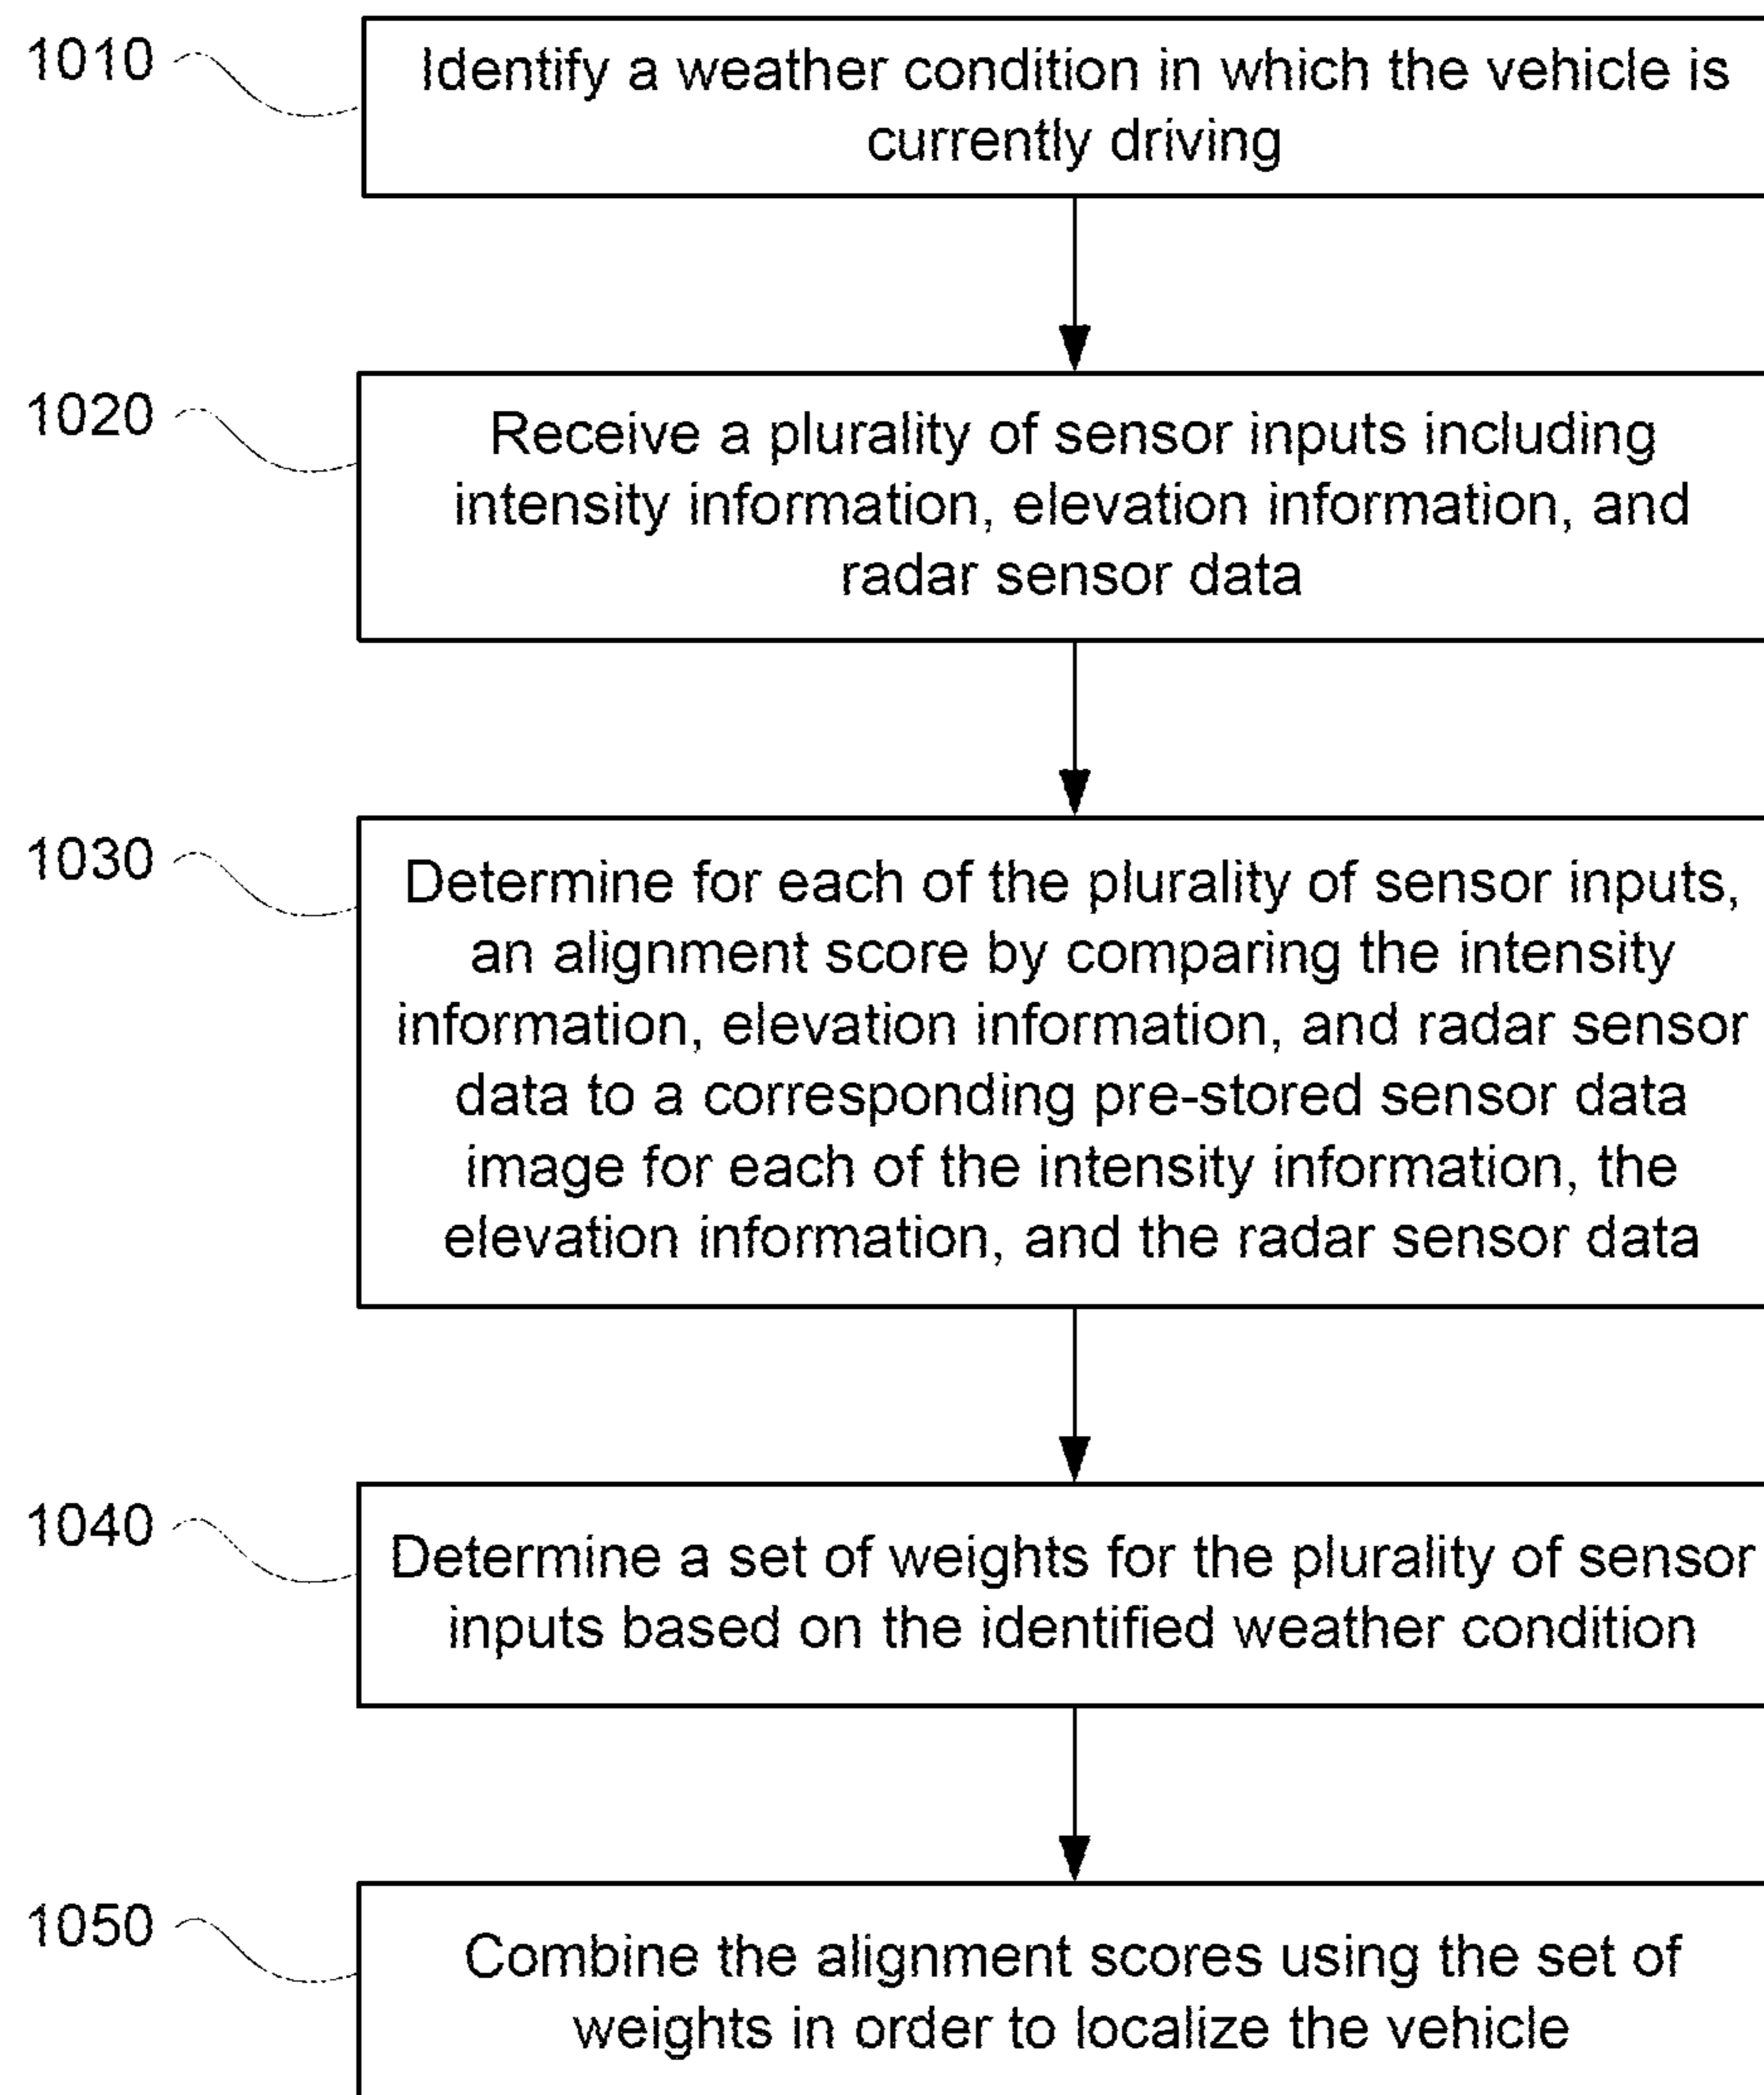 1010
Identify a weather condition in which the vehicle is
currently driving
1020
Receive a plurality of sensor inputs including
intensity information, elevation information, and
radar sensor data
1030
Determine for each of the plurality of sensor inputs,
an alignment score by comparing the intensity
information, elevation information, and radar sensor
data to a corresponding pre-stored sensor data
image for each of the intensity information, the
elevation information, and the radar sensor data
1040
Determine a set of weights for the plurality of sensor
inputs based on the identified weather condition
1050
Combine the alignment scores using the set of
weights in order to localize the vehicle